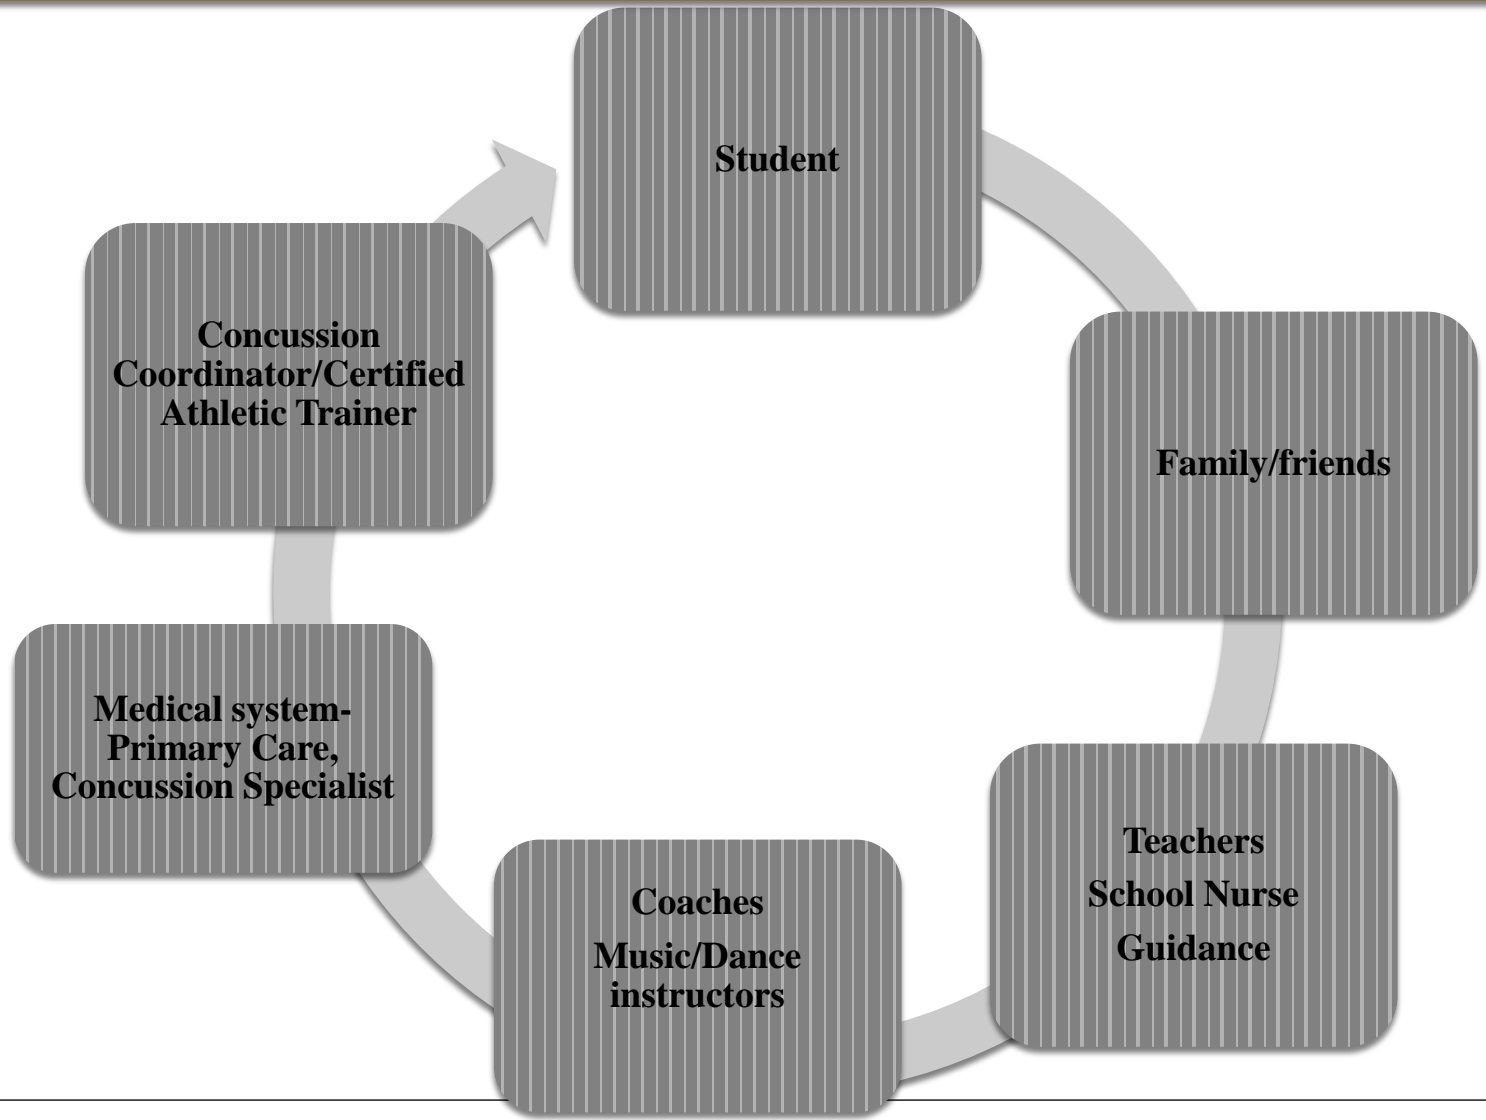 Student
Family/friends
Teachers
School Nurse
Guidance
Coaches
Music/Dance
instructors
Medical system-
Primary Care,
Concussion Specialist
Concussion
Coordinator/Certified
Athletic Trainer